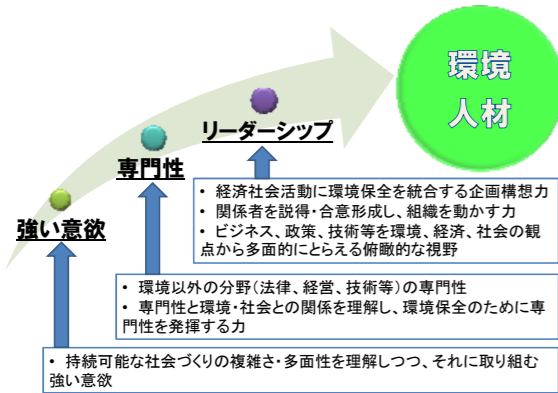 環境
人材
リーダーシップ
専門性
強い意欲
• 経済社会活動に環境保全を統合する企画構想力
• 関係者を説得・合意形成し、組織を動かす力
• ビジネス、政策、技術等を環境、経済、社会の観
点から多面的にとらえる俯瞰的な視野
• 環境以外の分野（法律、経営、技術等）の専門性
• 専門性と環境・社会との関係を理解し、環境保全のために専
門性を発揮する力
• 持続可能な社会づくりの複雑さ・多面性を理解しつつ、それに取り組む
強い意欲